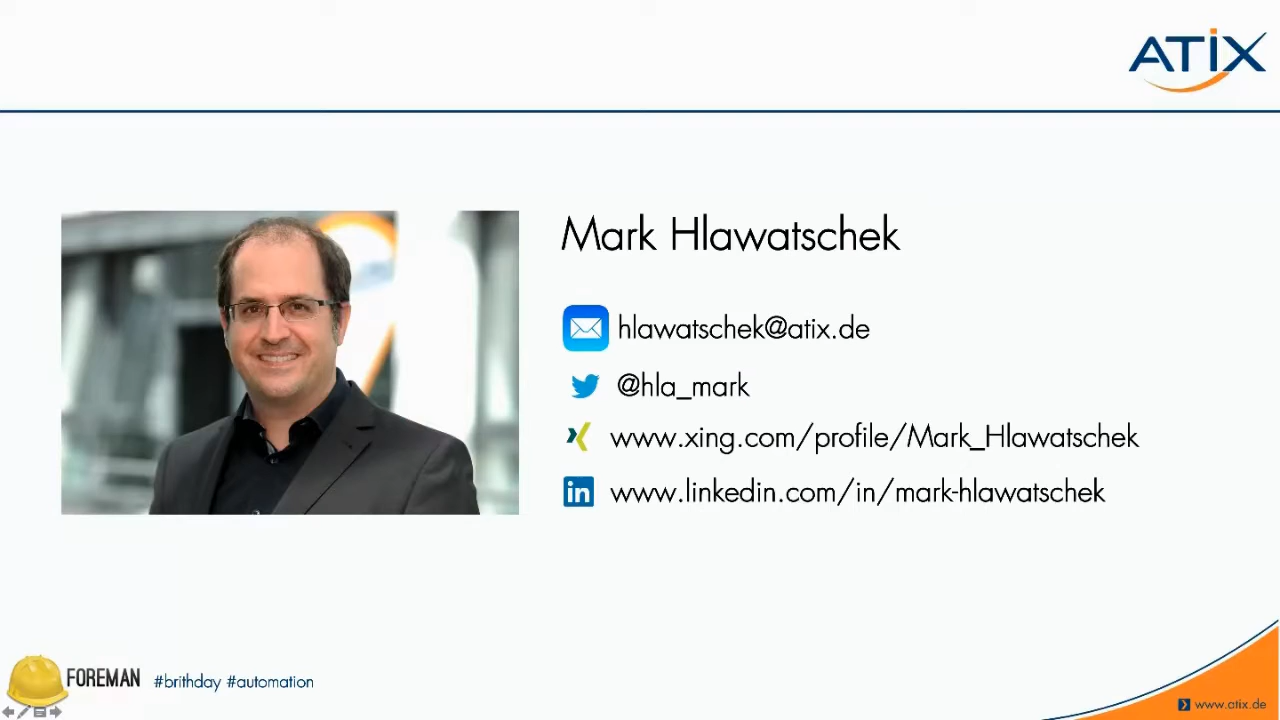 ATIX
Mark Hlawatschek
hlawatschek@atix.de
@hla_mark
www.xing.com/profile/Mark_Hlawatschek
in www.linkedin.com/in/mark-hlawatschek
FOREMAN #brithday #automation
www.atix.de